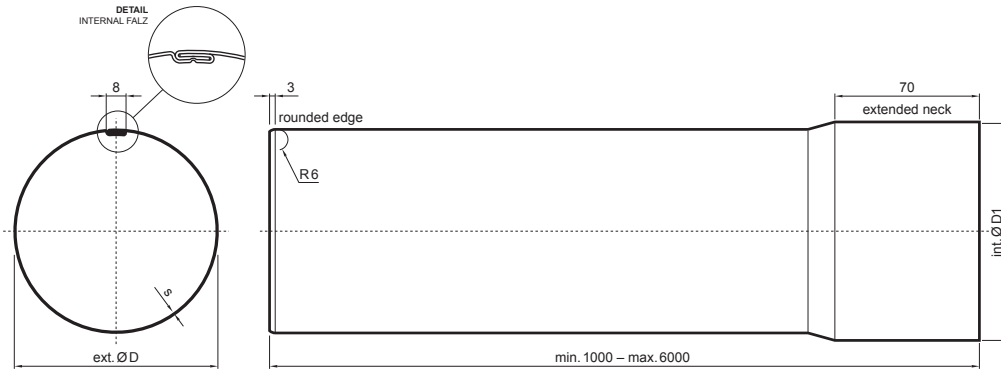 DETAIL
INTERNAL FALZ
8
3
rounded edge
R6
70
extended neck
s
ext. ØD
min. 1000 – max. 6000
int. ØD1